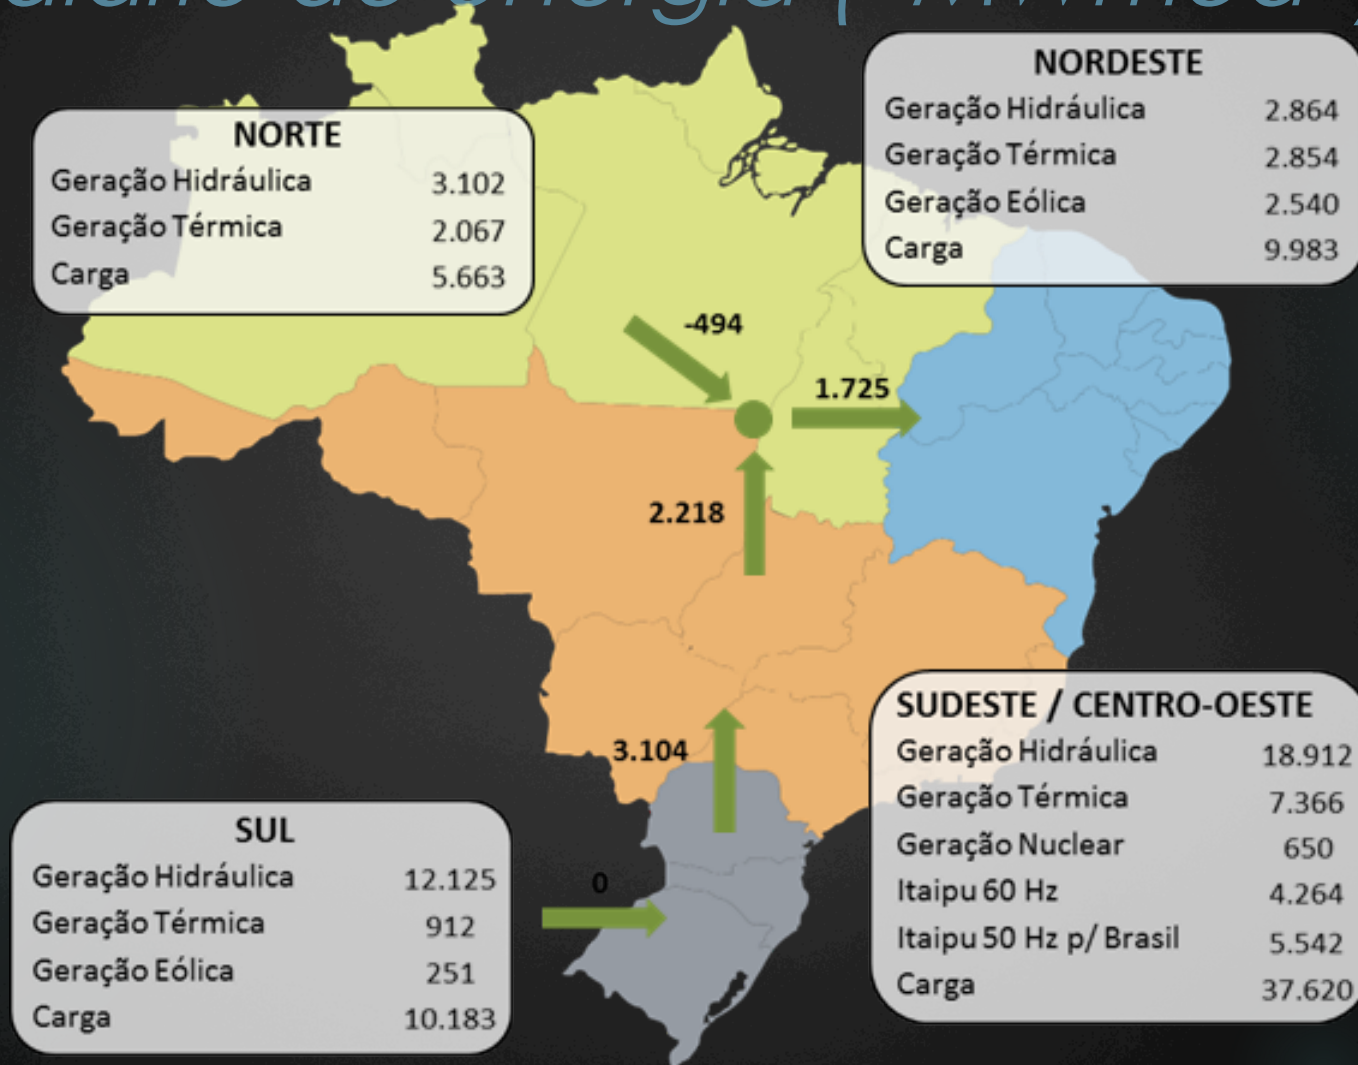 diário de energia ( MWmed )
NORTE
Geração Hidráulica 3.102
Geração Térmica 2.067
Carga 5.663
NORDESTE
Geração Hidráulica 2.864
Geração Térmica 2.854
Geração Eólica 2.540
Carga 9.983
-494
1.725
2.218
3.104
0
SUL
Geração Hidráulica 12.125
Geração Térmica 912
Geração Eólica 251
Carga 10.183
SUDESTE / CENTRO-OESTE
Geração Hidráulica 18.912
Geração Térmica 7.366
Geração Nuclear 650
Itaipu 60 Hz 4.264
Itaipu 50 Hz p/ Brasil 5.542
Carga 37.620